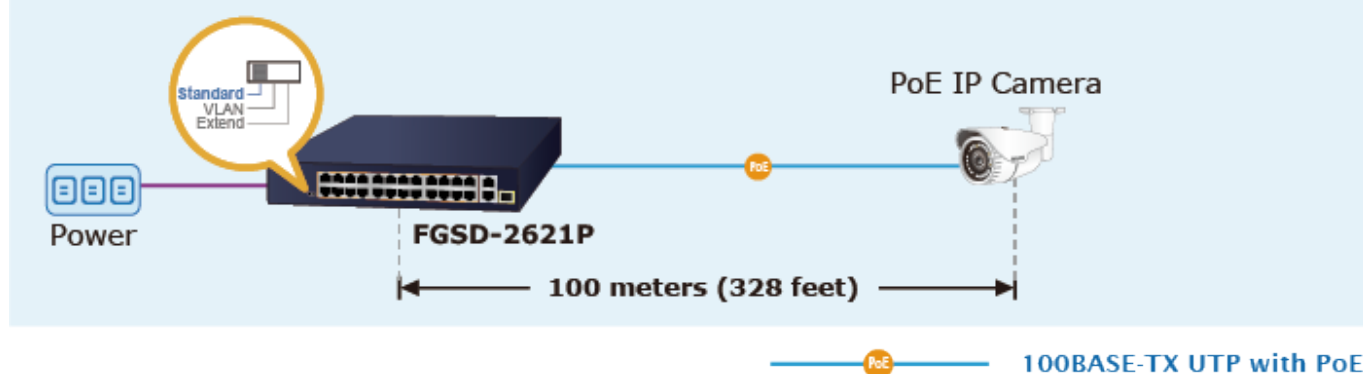 Standard
VLAN
Extend
PoE IP Camera
PoE
Power
FGSD-2621P
100 meters (328 feet)
PoE
100BASE-TX UTP with PoE